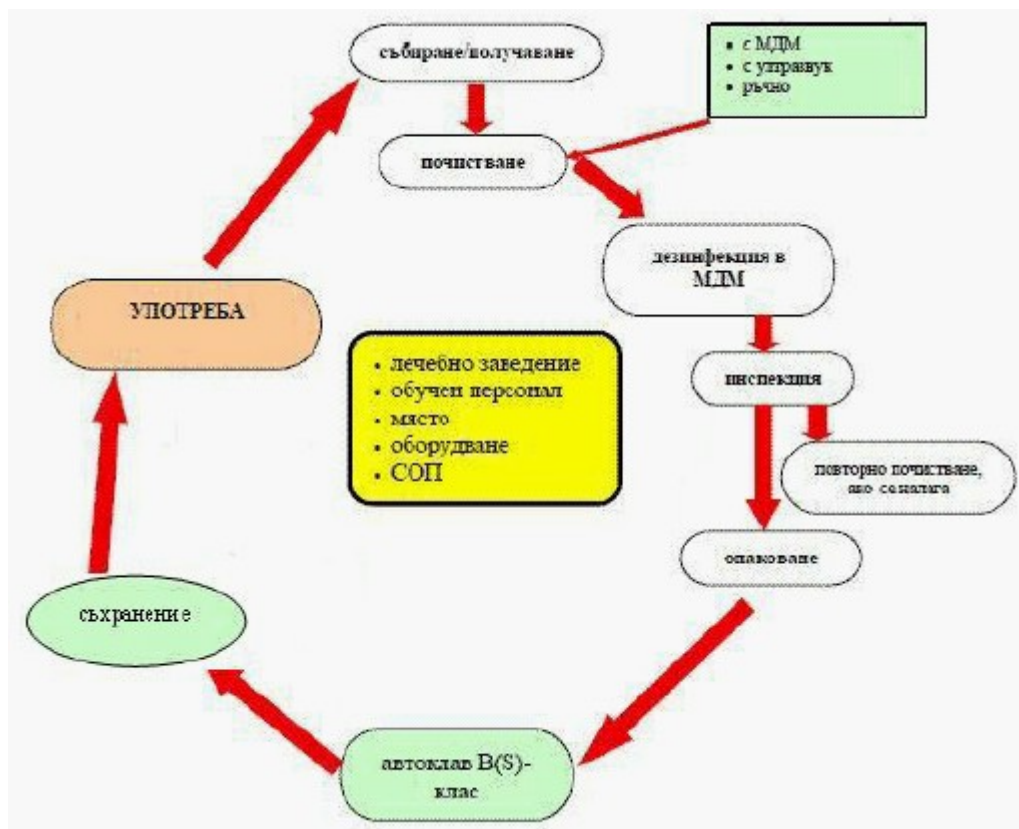 събиране/получаване
• с МДМ
• с ултразвук
• ръчно
почистване
дезинфекция в
МДМ
УПОТРЕБА
• лечебно заведение
• обучен персонал
• място
• оборудване
• СОП
инспекция
повторно почистване,
ако се налага
опаковане
съхранение
автоклав B(S)-
клас